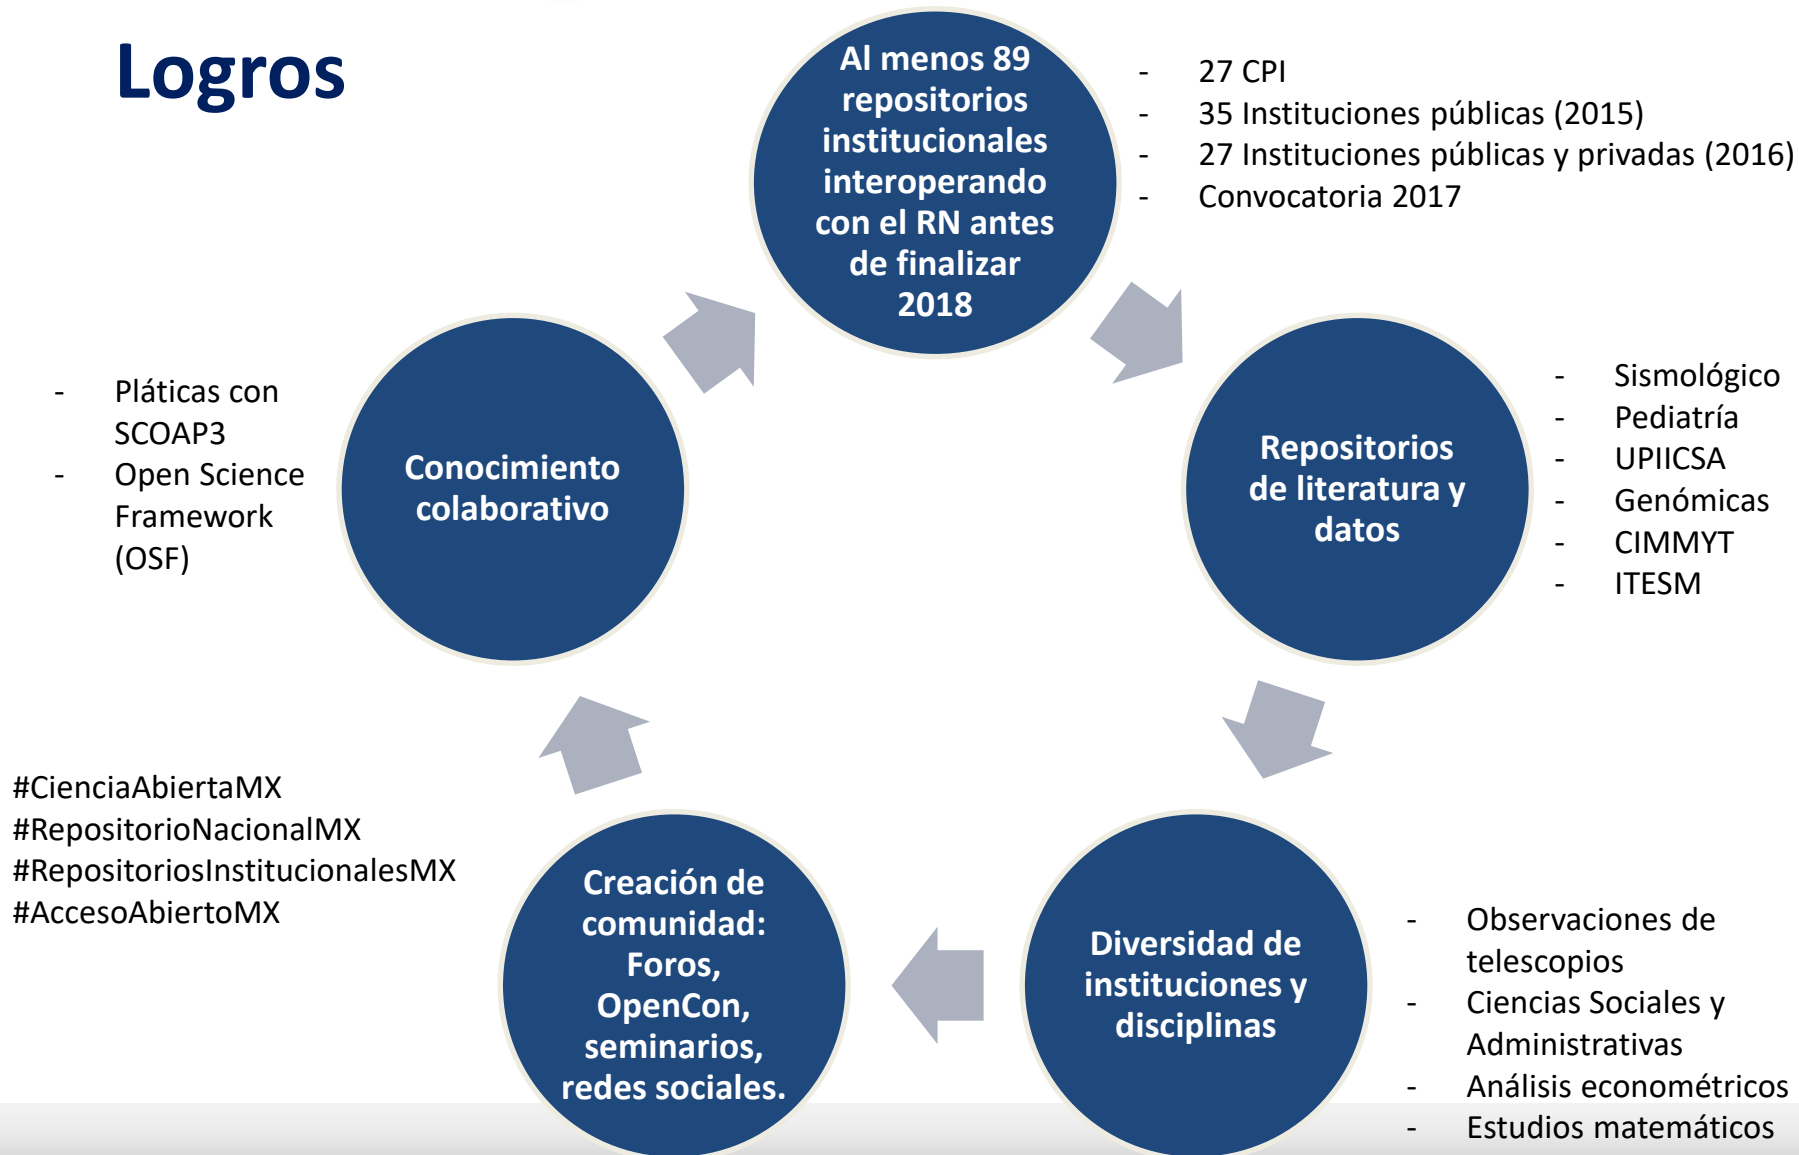 Logros
Al menos 89
repositorios
institucionales
interoperando
con el RN antes
de finalizar
2018
- 27 CPI
- 35 Instituciones públicas (2015)
- 27 Instituciones públicas y privadas (2016)
- Convocatoria 2017
Repositorios
de literatura y
datos
- Sismológico
- Pediatría
- UPIICSA
- Genómicas
- CIMMYT
- ITESM
Diversidad de
instituciones y
disciplinas
- Observaciones de
telescopios
- Ciencias Sociales y
Administrativas
- Análisis econométricos
- Estudios matemáticos
Creación de
comunidad:
Foros,
OpenCon,
seminarios,
redes sociales.
#CienciaAbiertaMX
#RepositorioNacionalMX
#RepositoriosInstitucionalesMX
#AccesoAbiertoMX
Conocimiento
colaborativo
- Pláticas con
SCOAP3
- Open Science
Framework
(OSF)